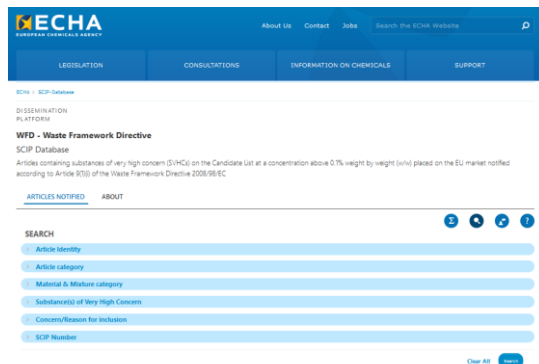 ECHA
EUROPEAN CHEMICALS AGENCY
About Us Contact Jobs Search the ECHA Website
LEGISLATION CONSULTATIONS INFORMATION ON CHEMICALS SUPPORT
ECHA > SCIP-Database
DISSEMINATION
PLATFORM
WFD - Waste Framework Directive
SCIP Database
Articles containing substances of very high concern (SVHCs) on the Candidate List at a concentration above 0.1% weight by weight (w/w) placed on the EU market notified
according to Article 9(1)(i) of the Waste Framework Directive 2008/98/EC
ARTICLES NOTIFIED ABOUT
Σ ?
SEARCH
Article Identity
Article category
Material & Mixture category
Substance(s) of Very High Concern
Concern/Reason for inclusion
SCIP Number
Clear All Search